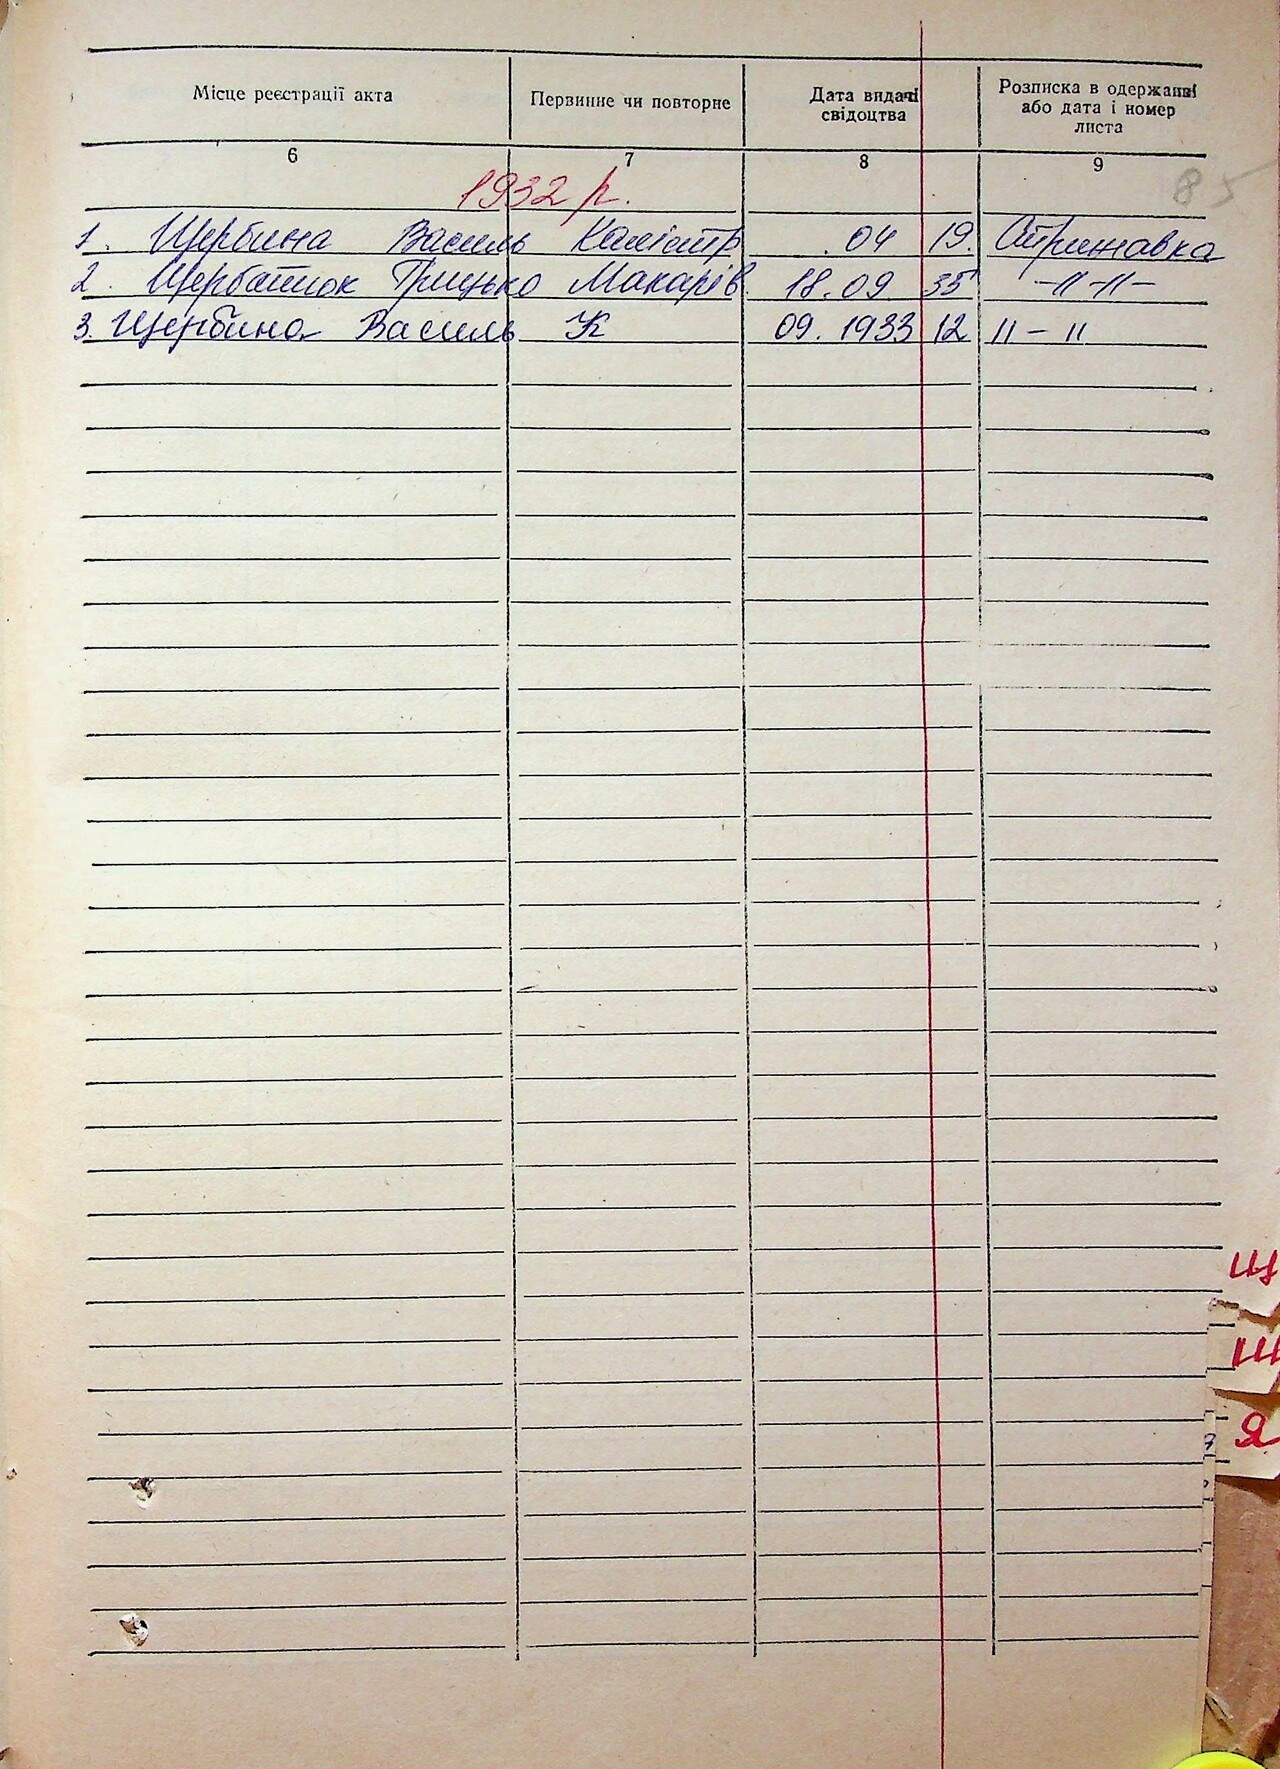 Місце реєстрації акта
Первинне чи повторне
Дата видачі
свідоцтва
Розписка в одержанні
або дата і номер
листа
6 7 8 9
85
1932 р.
1. Щербина Василь Калістр. 04 19. Стрижавка
2. Щербатюк Грицько Макарів 18.09 35 -//-//-
3. Щербина Василь К 09.1933 12 // - //
Щ
Ш
Я